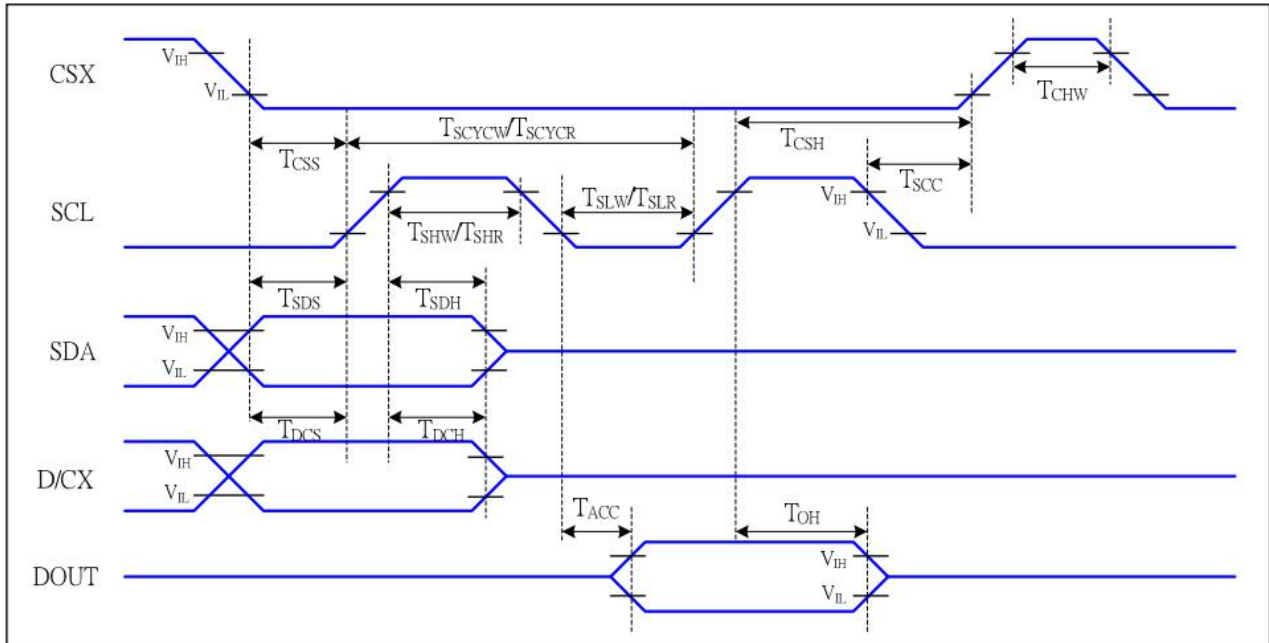 CSX
VIH
VIL
TCHW
TSCYCW/TSCYCR
TCSS
TCSH
TSCC
SCL
TSHW/TSHR
TSLW/TSLR
VIH
VIL
TSDS
TSDH
SDA
VIH
VIL
TDCS
TDCH
D/CX
VIH
VIL
TACC
TOH
DOUT
VIH
VIL